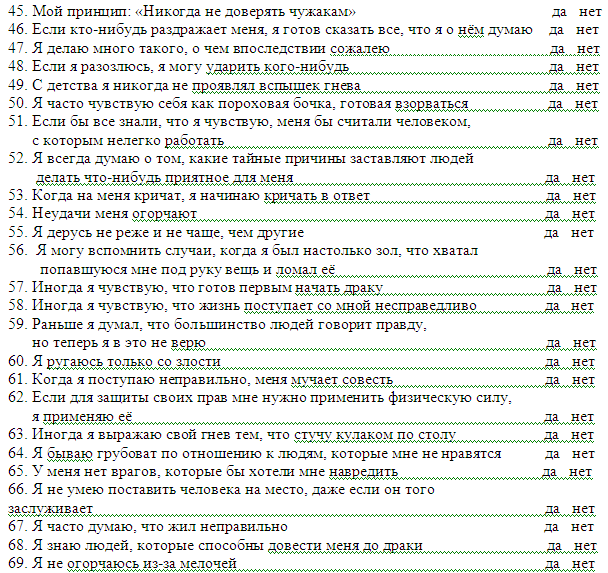 45. Мой принцип: «Никогда не доверять чужакам» да нет
46. Если кто-нибудь раздражает меня, я готов сказать все, что я о нём думаю да нет
47. Я делаю много такого, о чем впоследствии сожалею да нет
48. Если я разозлюсь, я могу ударить кого-нибудь да нет
49. С детства я никогда не проявлял вспышек гнева да нет
50. Я часто чувствую себя как пороховая бочка, готовая взорваться да нет
51. Если бы все знали, что я чувствую, меня бы считали человеком,
с которым нелегко работать да нет
52. Я всегда думаю о том, какие тайные причины заставляют людей
делать что-нибудь приятное для меня да нет
53. Когда на меня кричат, я начинаю кричать в ответ да нет
54. Неудачи меня огорчают да нет
55. Я дерусь не реже и не чаще, чем другие да нет
56. Я могу вспомнить случаи, когда я был настолько зол, что хватал
попавшуюся мне под руку вещь и ломал её да нет
57. Иногда я чувствую, что готов первым начать драку да нет
58. Иногда я чувствую, что жизнь поступает со мной несправедливо да нет
59. Раньше я думал, что большинство людей говорит правду,
но теперь я в это не верю да нет
60. Я ругаюсь только со злости да нет
61. Когда я поступаю неправильно, меня мучает совесть да нет
62. Если для защиты своих прав мне нужно применить физическую силу,
я применяю её да нет
63. Иногда я выражаю свой гнев тем, что стучу кулаком по столу да нет
64. Я бываю грубоват по отношению к людям, которые мне не нравятся да нет
65. У меня нет врагов, которые бы хотели мне навредить да нет
66. Я не умею поставить человека на место, даже если он того
заслуживает да нет
67. Я часто думаю, что жил неправильно да нет
68. Я знаю людей, которые способны довести меня до драки да нет
69. Я не огорчаюсь из-за мелочей да нет